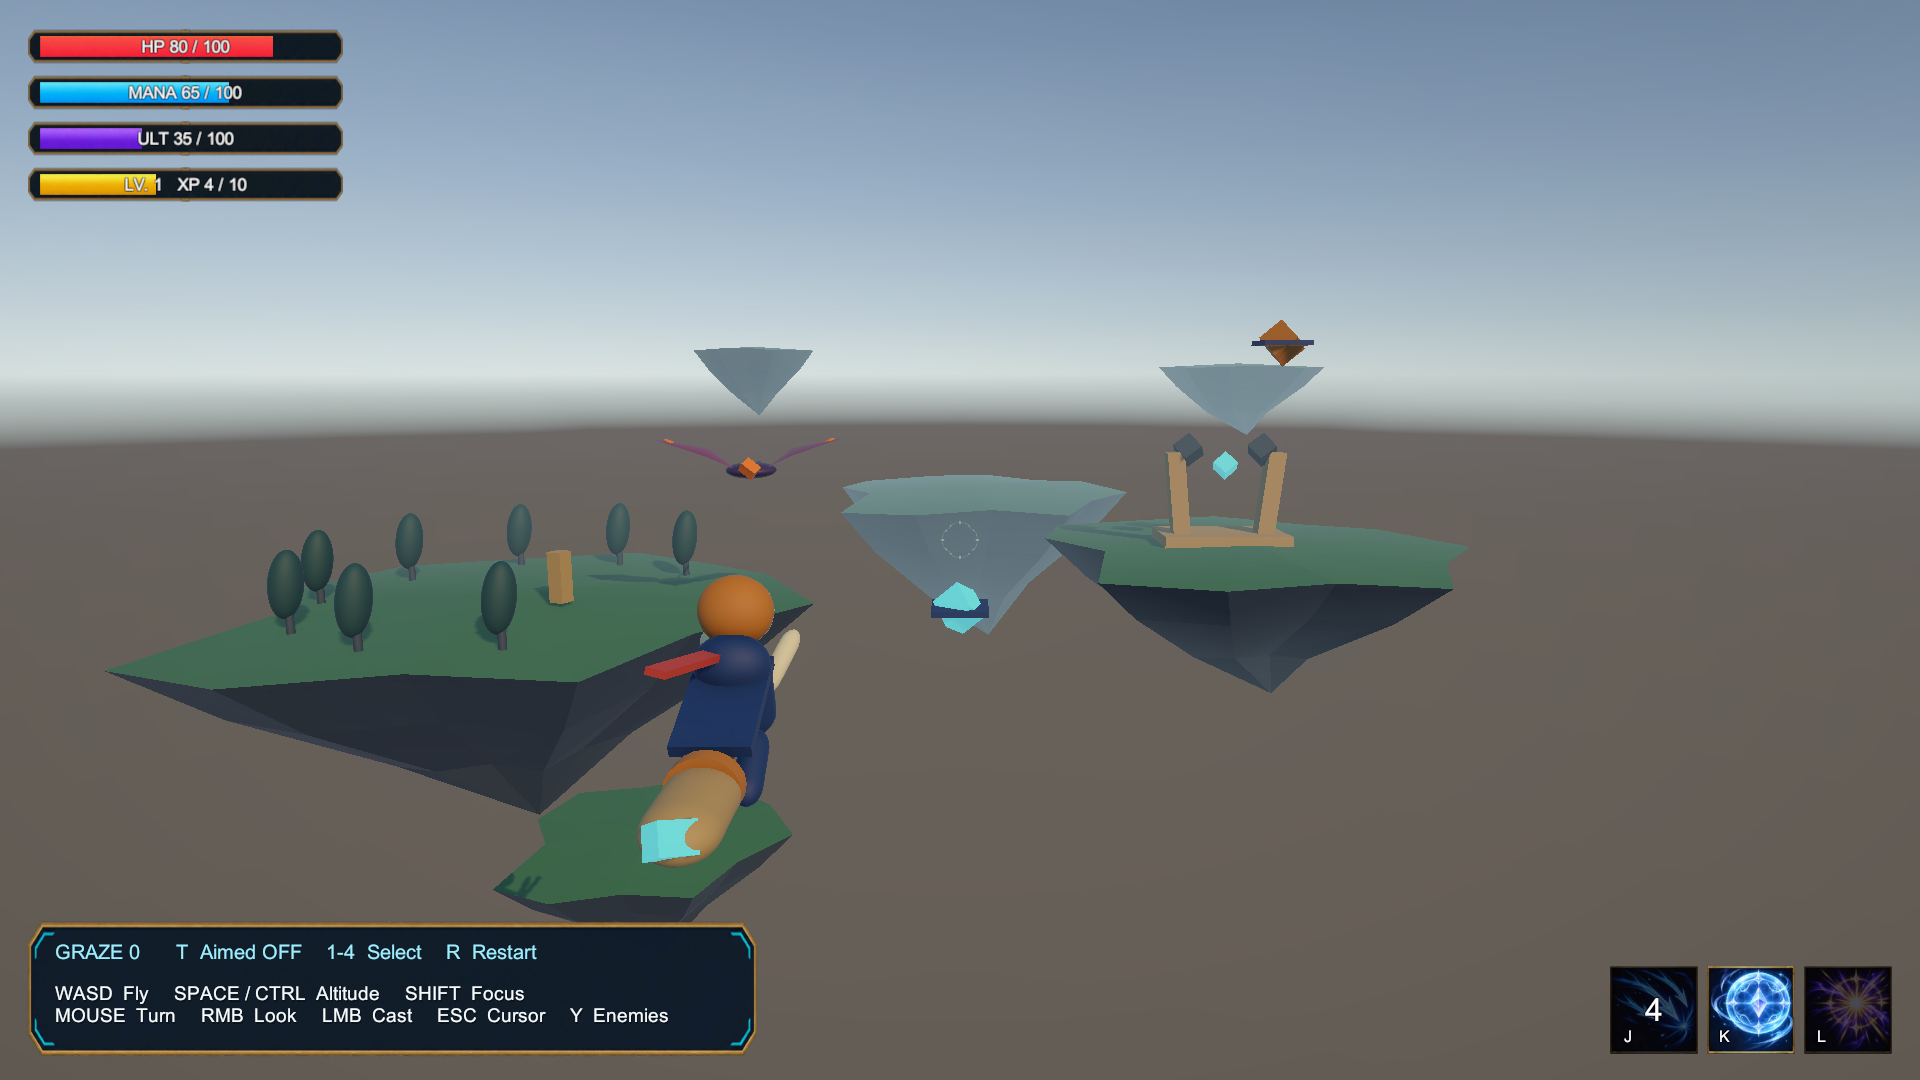 HP 80 / 100
MANA 65 / 100
ULT 35 / 100
LV. 1 XP 4 / 10
GRAZE 0 T Aimed OFF 1-4 Select R Restart
WASD Fly SPACE / CTRL Altitude SHIFT Focus
MOUSE Turn RMB Look LMB Cast ESC Cursor Y Enemies
4
J K L